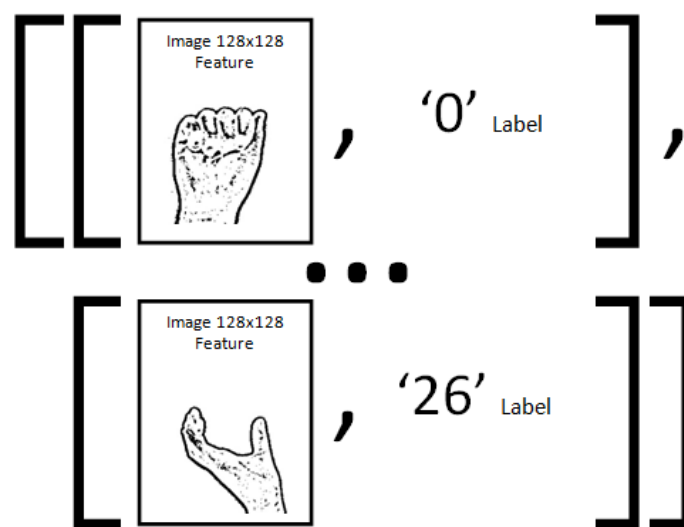 Image 128x128
Feature
, ‘0’ Label ,
...
Image 128x128
Feature
, ‘26’ Label